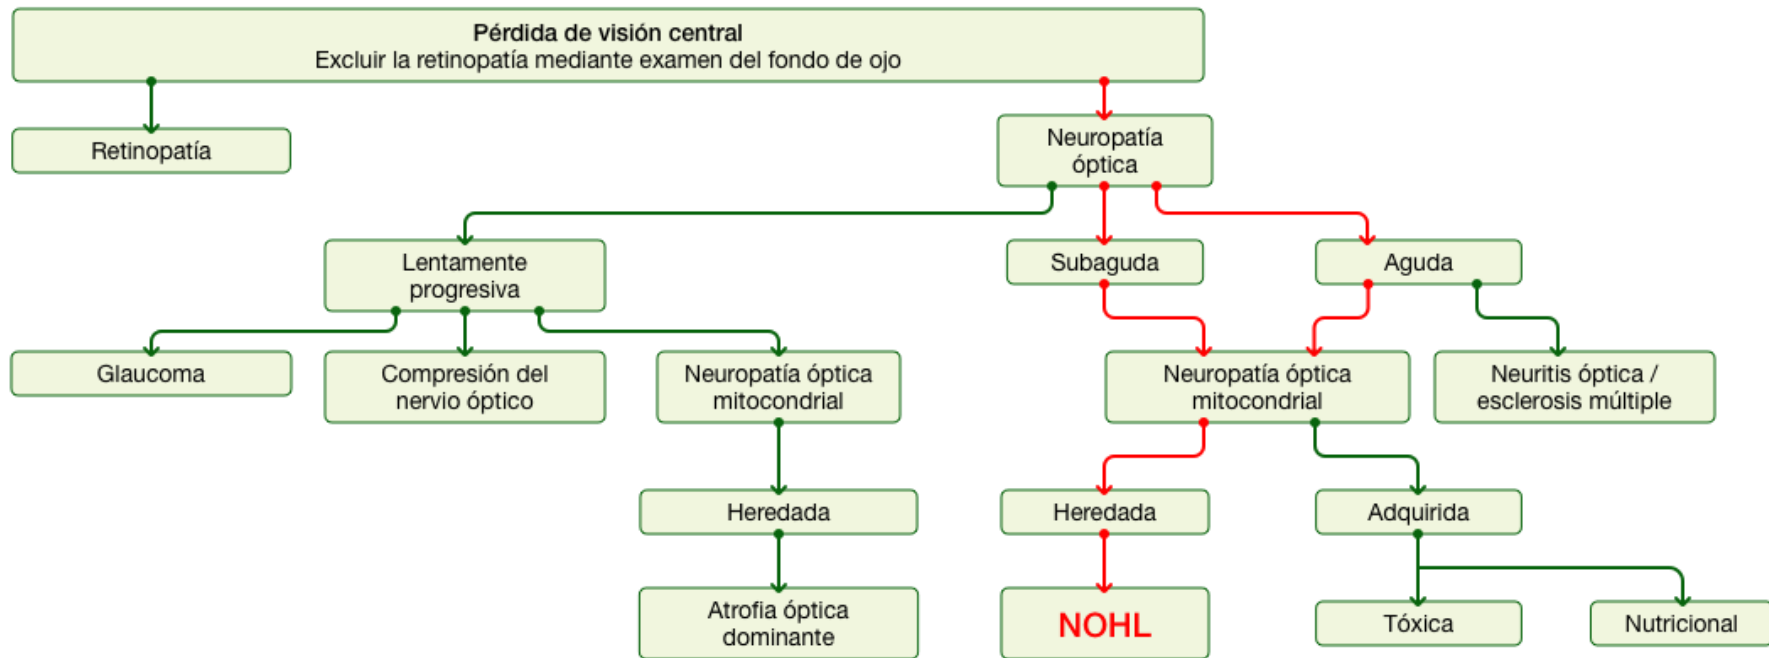 Pérdida de visión central
Excluir la retinopatía mediante examen del fondo de ojo
Retinopatía
Neuropatía
óptica
Lentamente
progresiva
Subaguda
Aguda
Glaucoma
Compresión del
nervio óptico
Neuropatía óptica
mitocondrial
Neuropatía óptica
mitocondrial
Neuritis óptica /
esclerosis múltiple
Heredada
Heredada
Adquirida
Atrofia óptica
dominante
NOHL
Tóxica
Nutricional